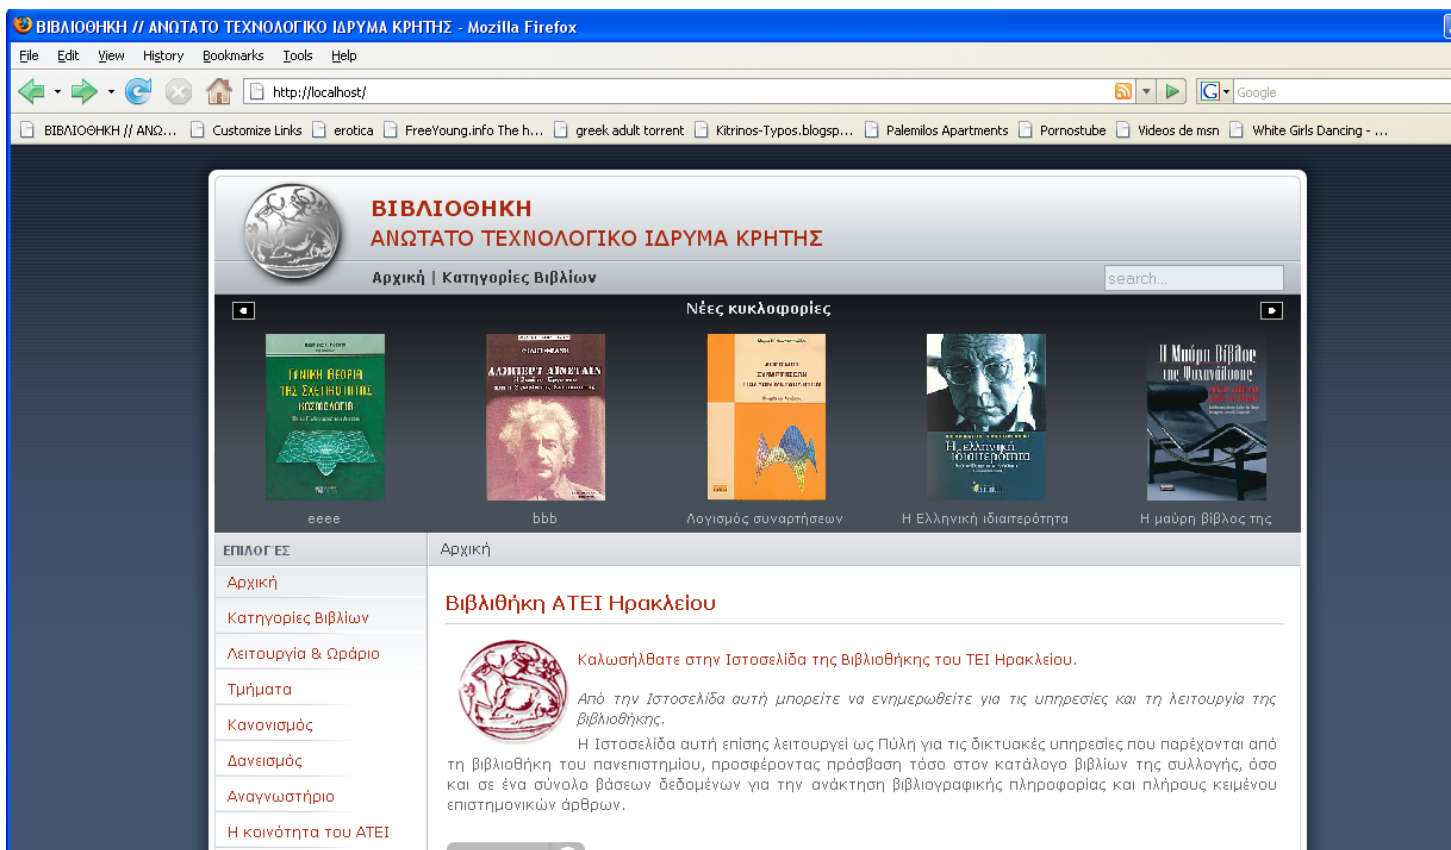 ΒΙΒΛΙΟΘΗΚΗ // ΑΝΩΤΑΤΟ ΤΕΧΝΟΛΟΓΙΚΟ ΙΔΡΥΜΑ ΚΡΗΤΗΣ - Mozilla Firefox
File Edit View History Bookmarks Tools Help
http://localhost/ Google
ΒΙΒΛΙΟΘΗΚΗ // ΑΝΩ... Customize Links erotica FreeYoung.info The h... greek adult torrent Kitrinos-Typos.blogsp... Palemilos Apartments Pornostube Videos de msn White Girls Dancing - ...
ΒΙΒΛΙΟΘΗΚΗ
ΑΝΩΤΑΤΟ ΤΕΧΝΟΛΟΓΙΚΟ ΙΔΡΥΜΑ ΚΡΗΤΗΣ
Αρχική | Κατηγορίες Βιβλίων search...
Νέες κυκλοφορίες
ΓΕΝΙΚΗ ΘΕΩΡΙΑ
ΤΗΣ ΣΧΕΤΙΚΟΤΗΤΑΣ
ΚΟΣΜΟΛΟΓΙΑ
ΑΛΜΠΕΡΤ ΑΪΝΣΤΑΙΝ
ΛΟΓΙΣΜΟΣ
ΣΥΝΑΡΤΗΣΕΩΝ
Η ελληνική
ιδιαιτερότητα
Η Μαύρη Βίβλος
της Ψυχανάλυσης
eeee bbb Λογισμός συναρτήσεων Η Ελληνική ιδιαιτερότητα Η μαύρη βίβλος της
ΕΠΙΛΟΓΈΣ
Αρχική
Κατηγορίες Βιβλίων
Λειτουργία & Ωράριο
Τμήματα
Κανονισμός
Δανεισμός
Αναγνωστήριο
Η κοινότητα του ΑΤΕΙ
Αρχική
Βιβλιθήκη ΑΤΕΙ Ηρακλείου
Καλωσήλθατε στην Ιστοσελίδα της Βιβλιοθήκης του ΤΕΙ Ηρακλείου.
Από την Ιστοσελίδα αυτή μπορείτε να ενημερωθείτε για τις υπηρεσίες και τη λειτουργία της
βιβλιοθήκης.
Η Ιστοσελίδα αυτή επίσης λειτουργεί ως Πύλη για τις δικτυακές υπηρεσίες που παρέχονται από
τη βιβλιοθήκη του πανεπιστημίου, προσφέροντας πρόσβαση τόσο στον κατάλογο βιβλίων της συλλογής, όσο
και σε ένα σύνολο βάσεων δεδομένων για την ανάκτηση βιβλιογραφικής πληροφορίας και πλήρους κειμένου
επιστημονικών άρθρων.